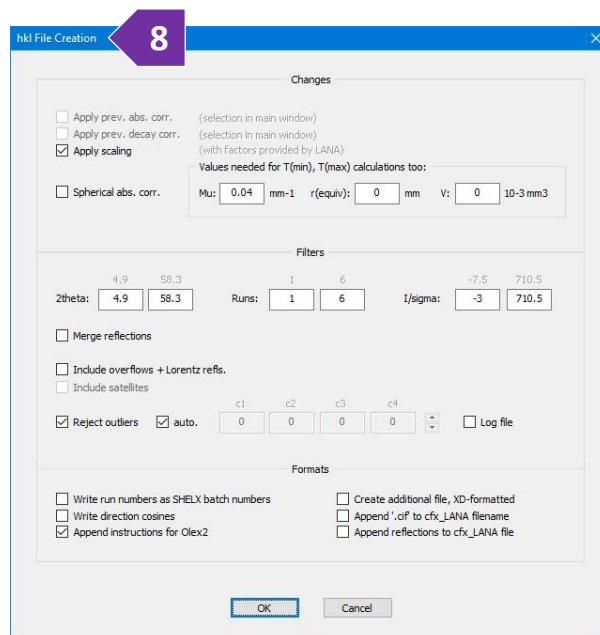 hkl File Creation
8
Changes
Apply prev. abs. corr. (selection in main window)
Apply prev. decay corr. (selection in main window)
Apply scaling (with factors provided by LANA)
Values needed for T(min), T(max) calculations too:
Spherical abs. corr. Mu: 0.04 mm-1 r(equiv): 0 mm V: 0 10-3 mm3
Filters
4.9 58.3 1 6 -7.5 710.5
2theta: 4.9 58.3 Runs: 1 6 I/sigma: -3 710.5
Merge reflections
Include overflows + Lorentz refls.
Include satellites
c1 c2 c3 c4
Reject outliers auto. 0 0 0 0 Log file
Formats
Write run numbers as SHELX batch numbers Create additional file, XD-formatted
Write direction cosines Append '.cif' to cfx_LANA filename
Append instructions for Olex2 Append reflections to cfx_LANA file
OK Cancel